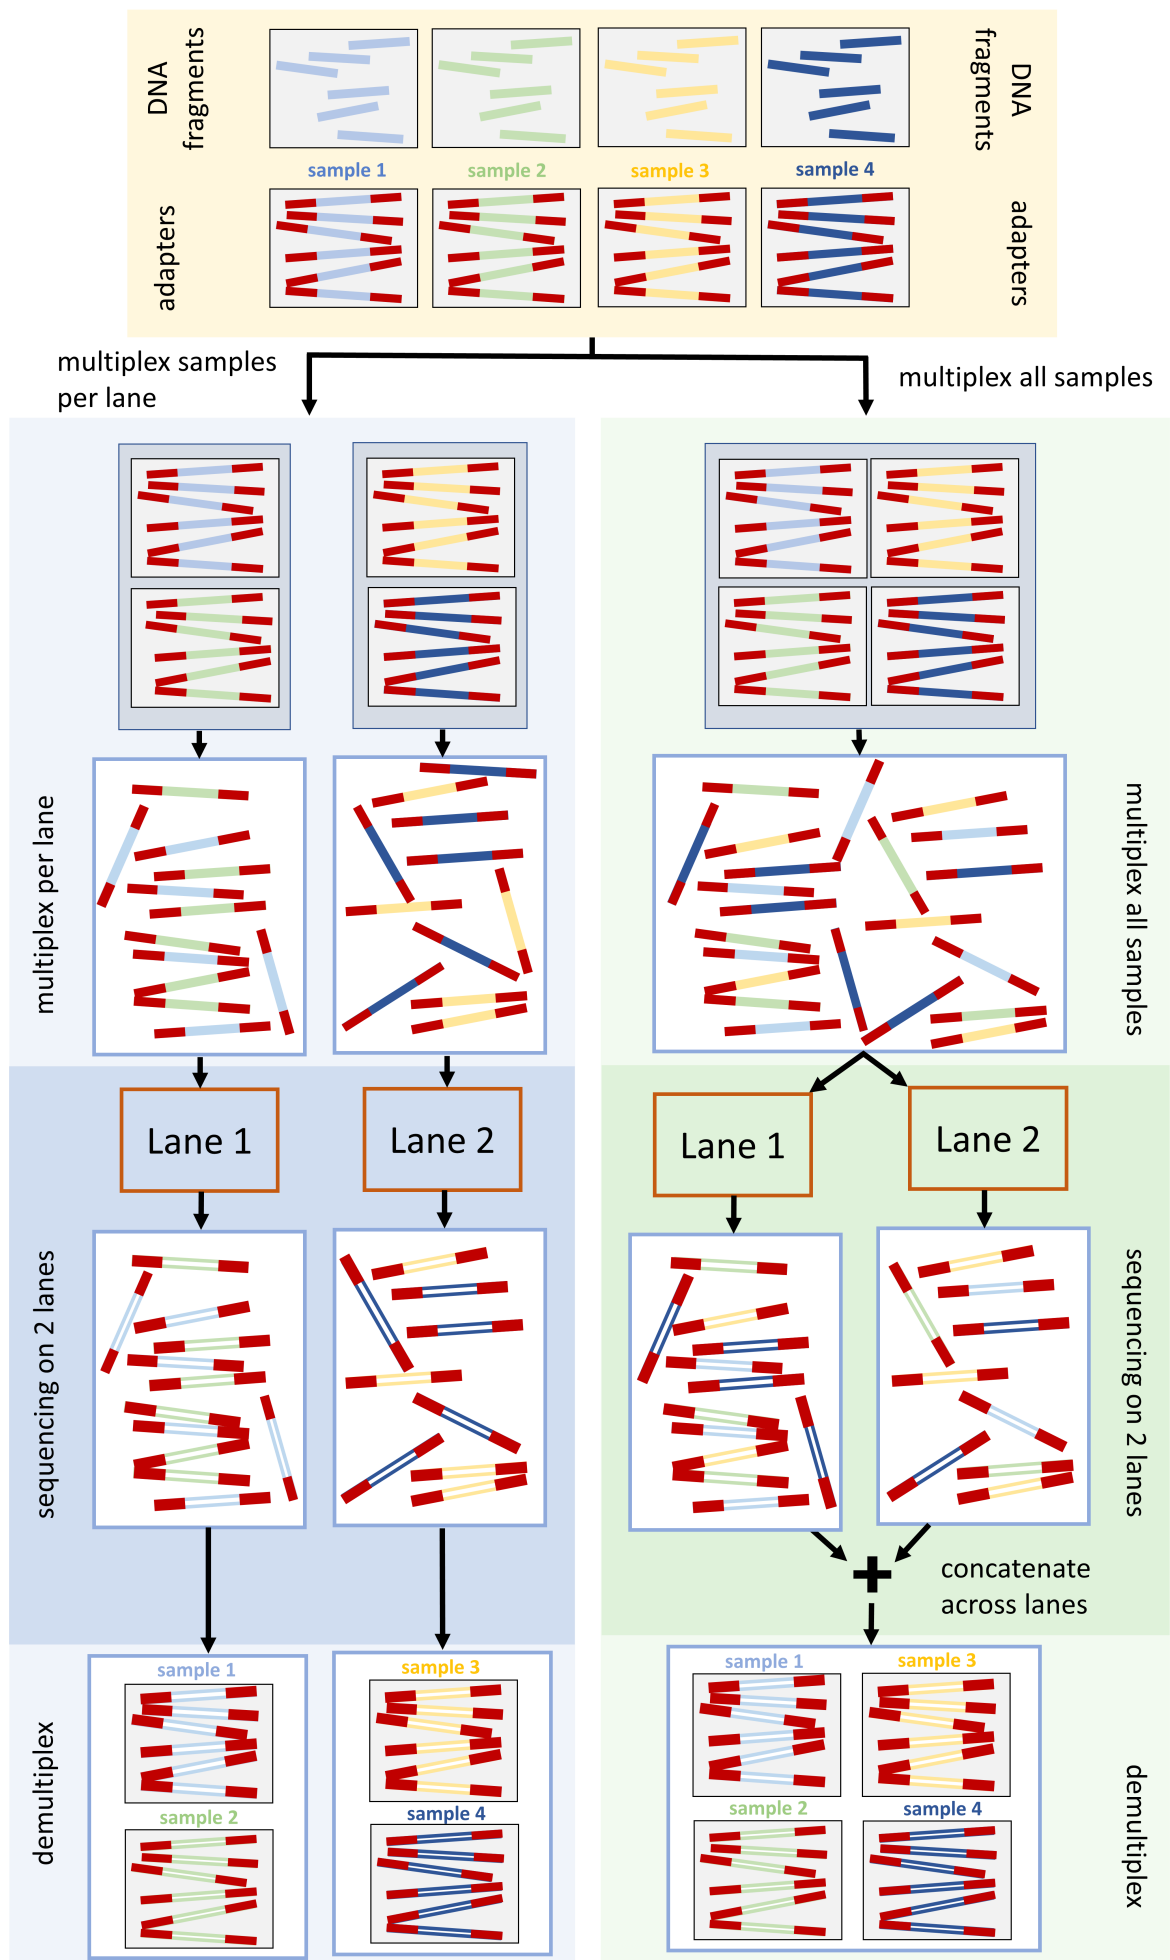 DNA
fragments
DNA
fragments
sample 1
sample 2
sample 3
sample 4
adapters
adapters
multiplex samples
per lane
multiplex all samples
multiplex per lane
multiplex all samples
Lane 1
Lane 2
Lane 1
Lane 2
sequencing on 2 lanes
sequencing on 2 lanes
concatenate
across lanes
sample 1
sample 3
sample 1
sample 3
demultiplex
demultiplex
sample 2
sample 4
sample 2
sample 4